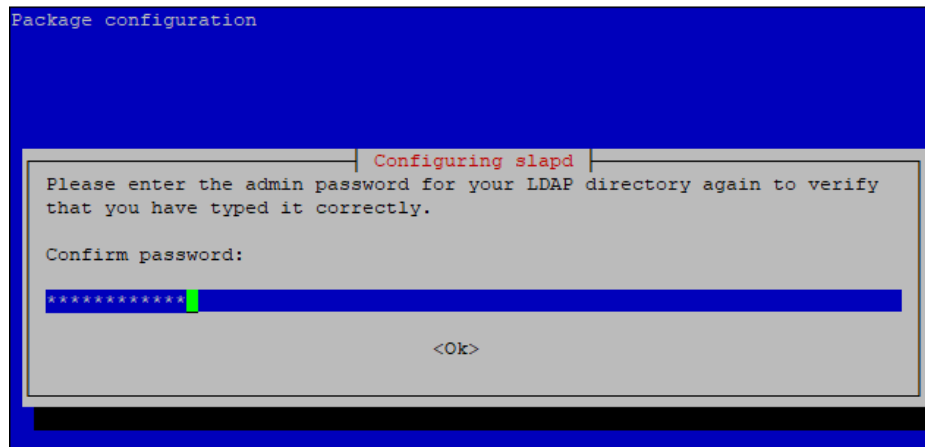 Package configuration
Configuring slapd
Please enter the admin password for your LDAP directory again to verify
that you have typed it correctly.
Confirm password:
************
<Ok>